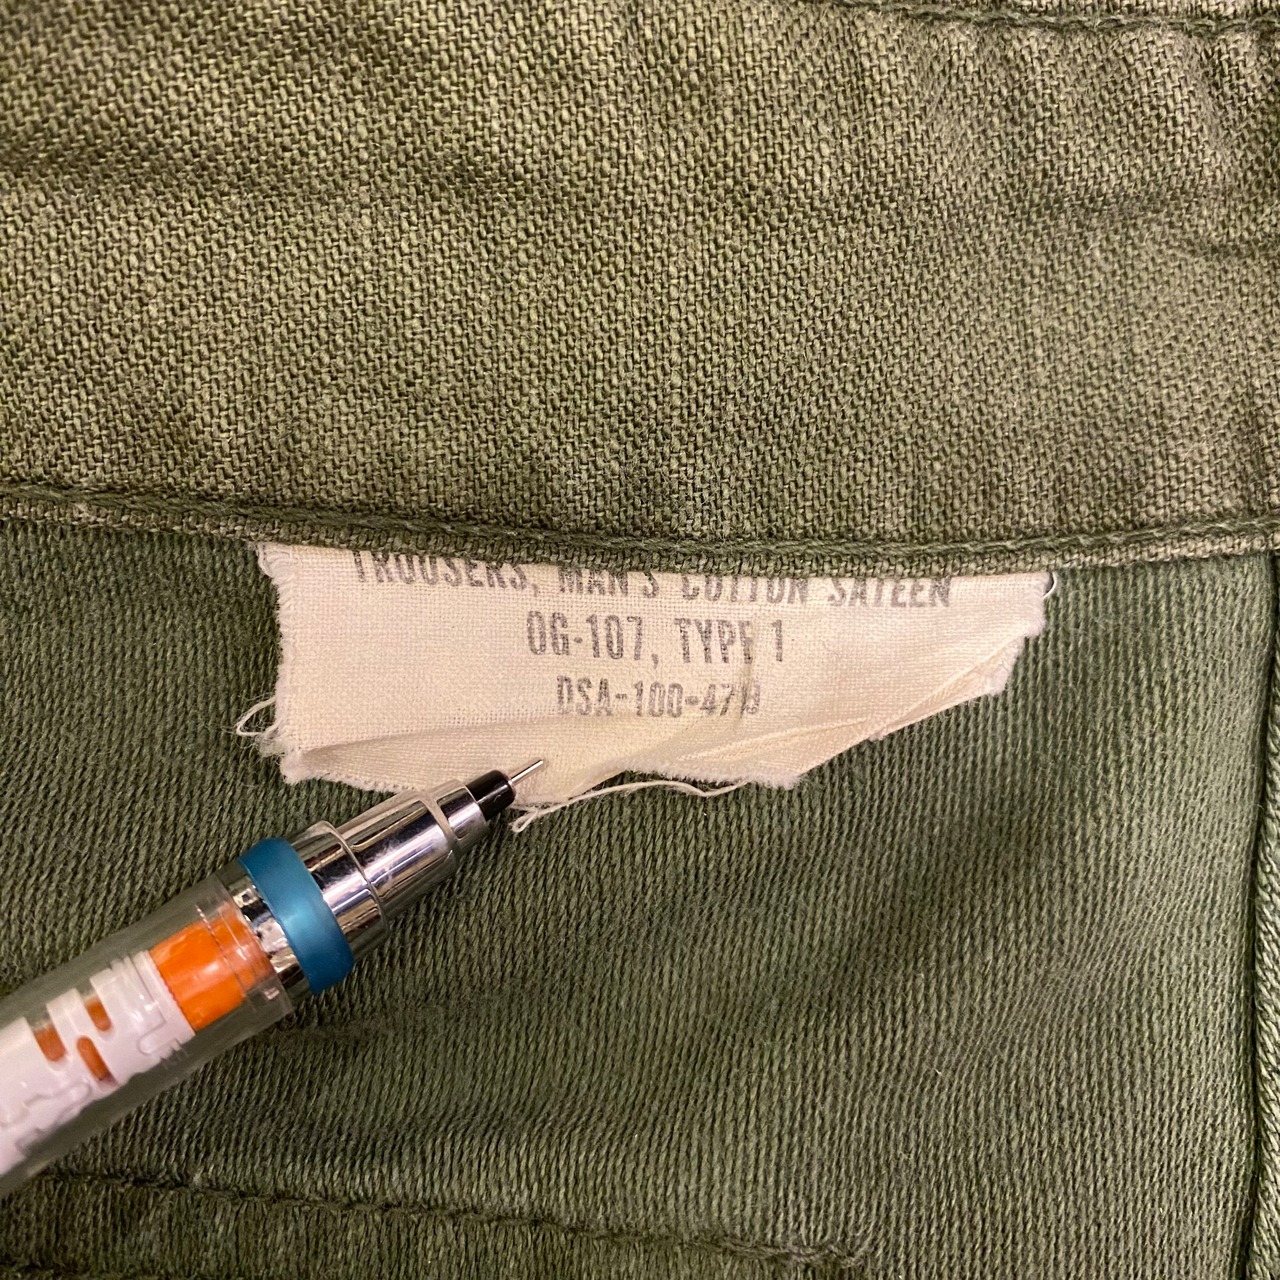 TROUSERS, MAN'S COTTON SATEEN
OG-107, TYPE 1